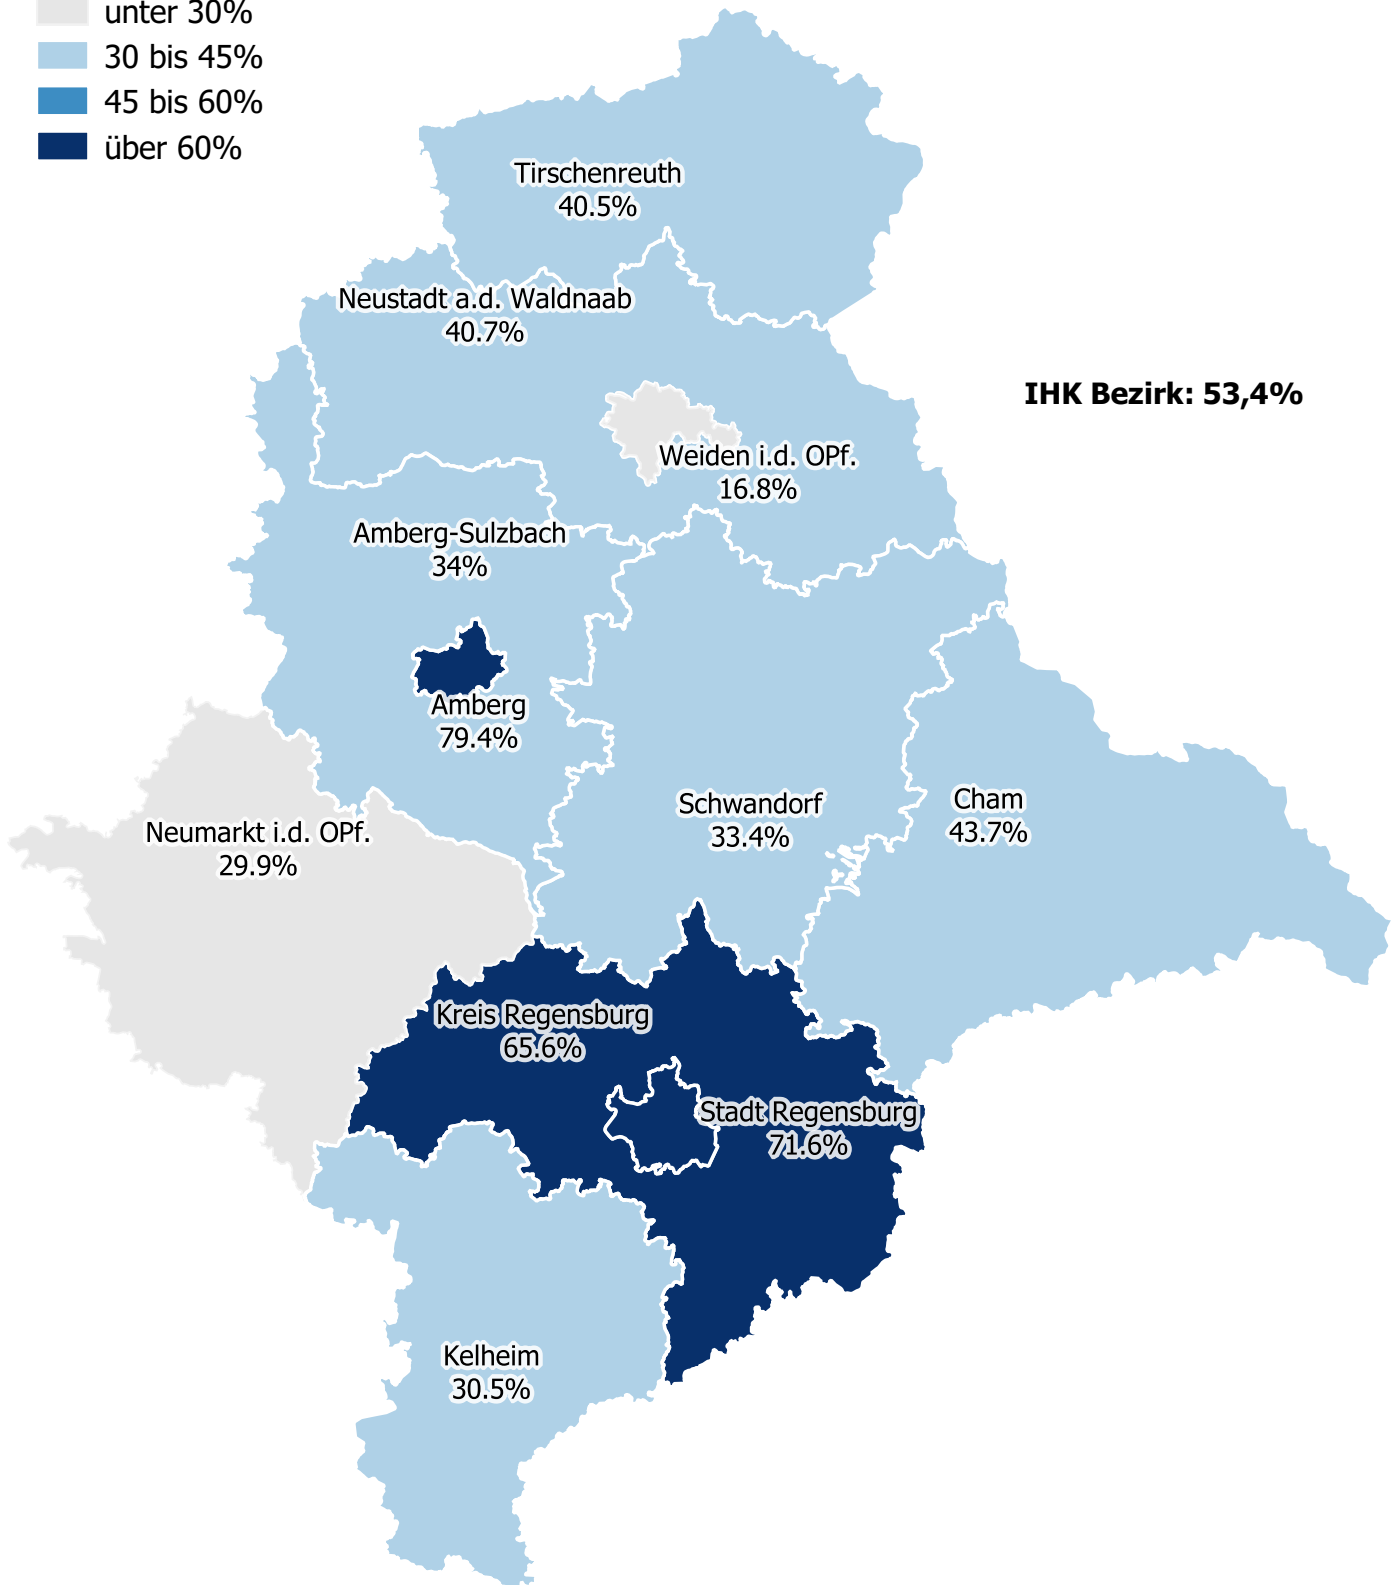 unter 30%
30 bis 45%
45 bis 60%
über 60%
Tirschenreuth
40.5%
Neustadt a.d. Waldnaab
40.7%
IHK Bezirk: 53,4%
Weiden i.d. OPf.
16.8%
Amberg-Sulzbach
34%
Amberg
79.4%
Schwandorf
33.4%
Cham
43.7%
Neumarkt i.d. OPf.
29.9%
Kreis Regensburg
65.6%
Stadt Regensburg
71.6%
Kelheim
30.5%